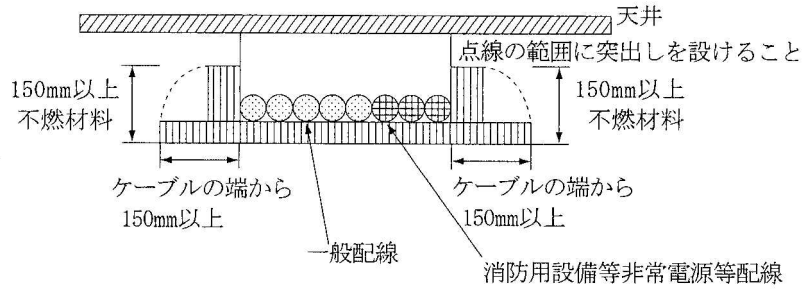 天井
点線の範囲に突出しを設けること
150mm以上
不燃材料
150mm以上
不燃材料
ケーブルの端から
150mm以上
ケーブルの端から
150mm以上
一般配線
消防用設備等非常電源等配線